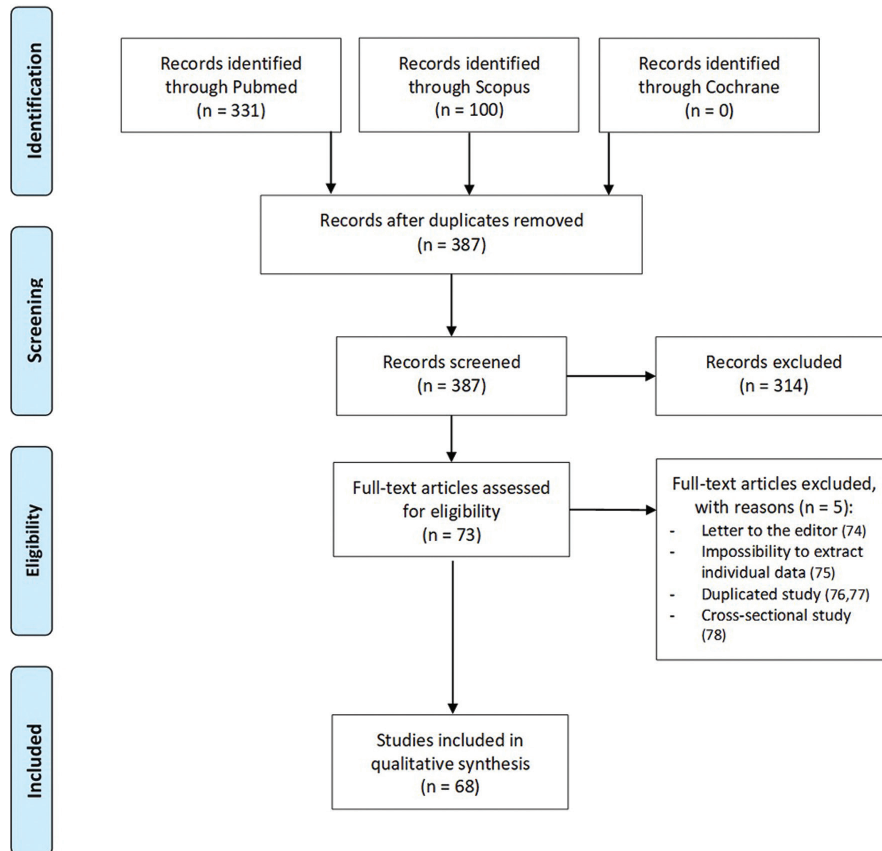 Identification
Records identified
through Pubmed
(n = 331)
Records identified
through Scopus
(n = 100)
Records identified
through Cochrane
(n = 0)
Records after duplicates removed
(n = 387)
Screening
Records screened
(n = 387)
Records excluded
(n = 314)
Eligibility
Full-text articles assessed
for eligibility
(n = 73)
Full-text articles excluded,
with reasons (n = 5):
- Letter to the editor (74)
- Impossibility to extract
individual data (75)
- Duplicated study (76,77)
- Cross-sectional study
(78)
Included
Studies included in
qualitative synthesis
(n = 68)